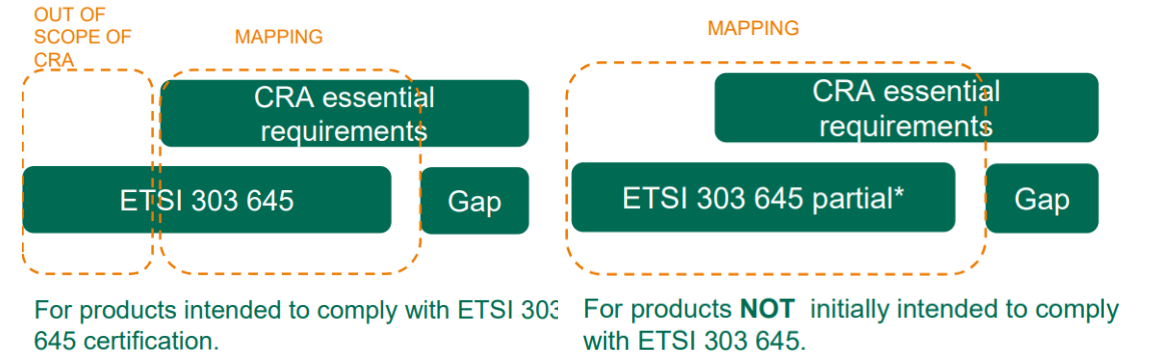 OUT OF
SCOPE OF
CRA
MAPPING
CRA essential
requirements
ETSI 303 645
Gap
For products intended to comply with ETSI 303
645 certification.
MAPPING
CRA essential
requirements
ETSI 303 645 partial*
Gap
For products NOT initially intended to comply
with ETSI 303 645.